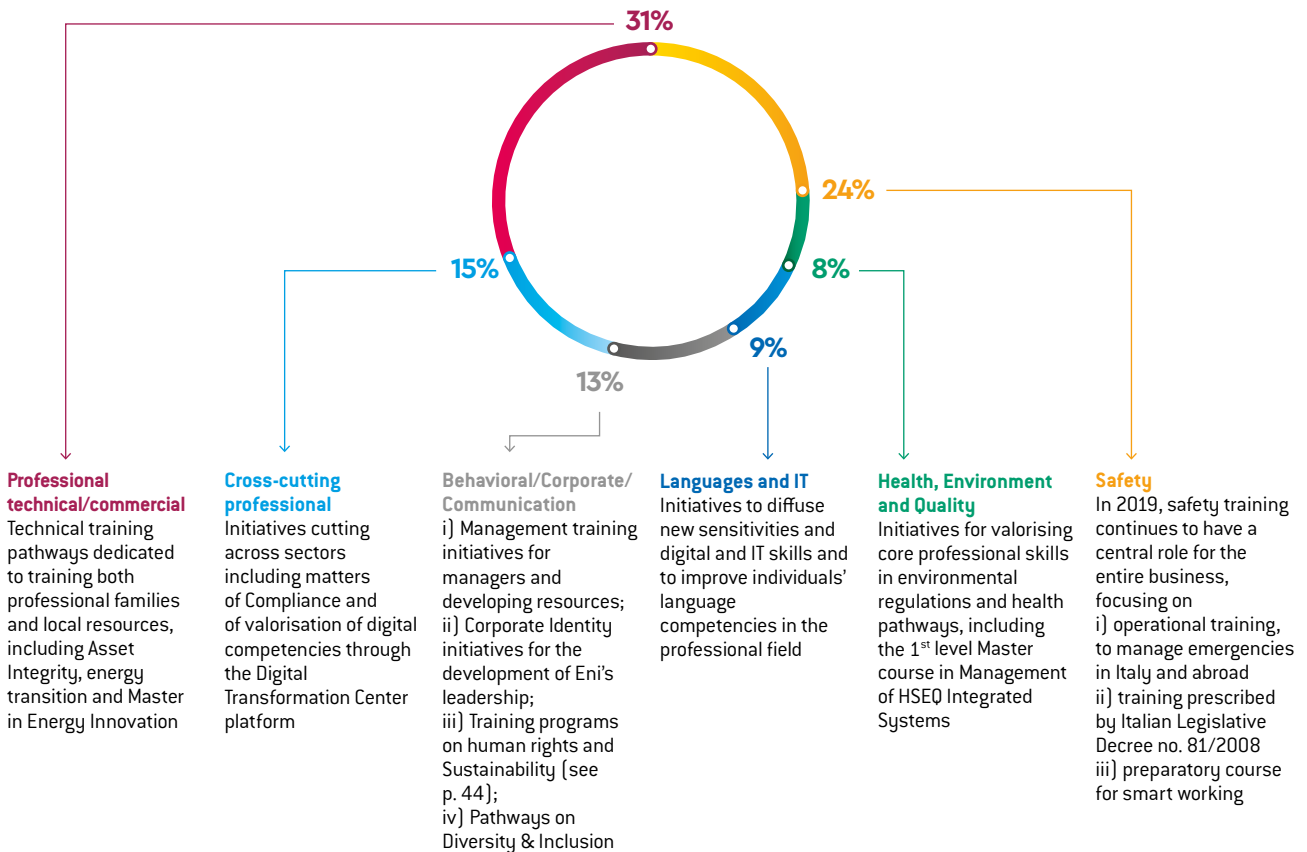 31%
24%
15%
8%
9%
13%
Professional
technical/commercial
Technical training
pathways dedicated
to training both
professional families
and local resources,
including Asset
Integrity, energy
transition and Master
in Energy Innovation
Cross-cutting
professional
Initiatives cutting
across sectors
including matters
of Compliance and
of valorisation of digital
competencies through
the Digital
Transformation Center
platform
Behavioral/Corporate/
Communication
i) Management training
initiatives for
managers and
developing resources;
ii) Corporate Identity
initiatives for the
development of Eni’s
leadership;
iii) Training programs
on human rights and
Sustainability (see
p. 44);
iv) Pathways on
Diversity & Inclusion
Languages and IT
Initiatives to diffuse
new sensitivities and
digital and IT skills and
to improve individuals’
language
competencies in the
professional field
Health, Environment
and Quality
Initiatives for valorising
core professional skills
in environmental
regulations and health
pathways, including
the 1st level Master
course in Management
of HSEQ Integrated
Systems
Safety
In 2019, safety training
continues to have a
central role for the
entire business,
focusing on
i) operational training,
to manage emergencies
in Italy and abroad
ii) training prescribed
by Italian Legislative
Decree no. 81/2008
iii) preparatory course
for smart working